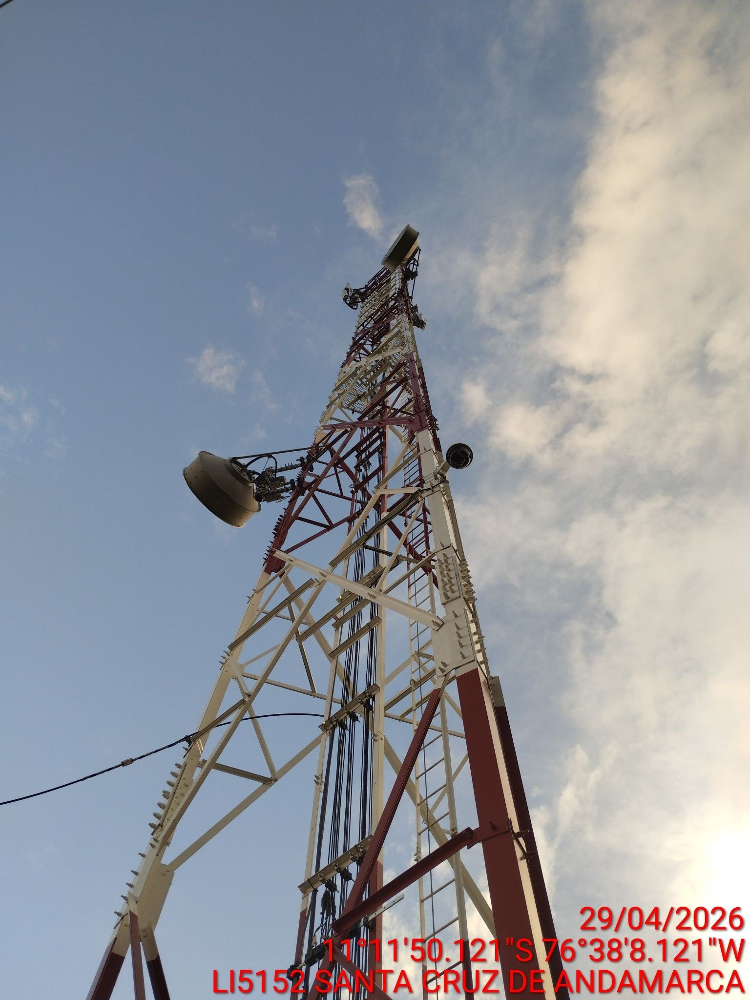 29/04/2026
11°11'50.121"S 76°38'8.121"W
LI5152 SANTA CRUZ DE ANDAMARCA